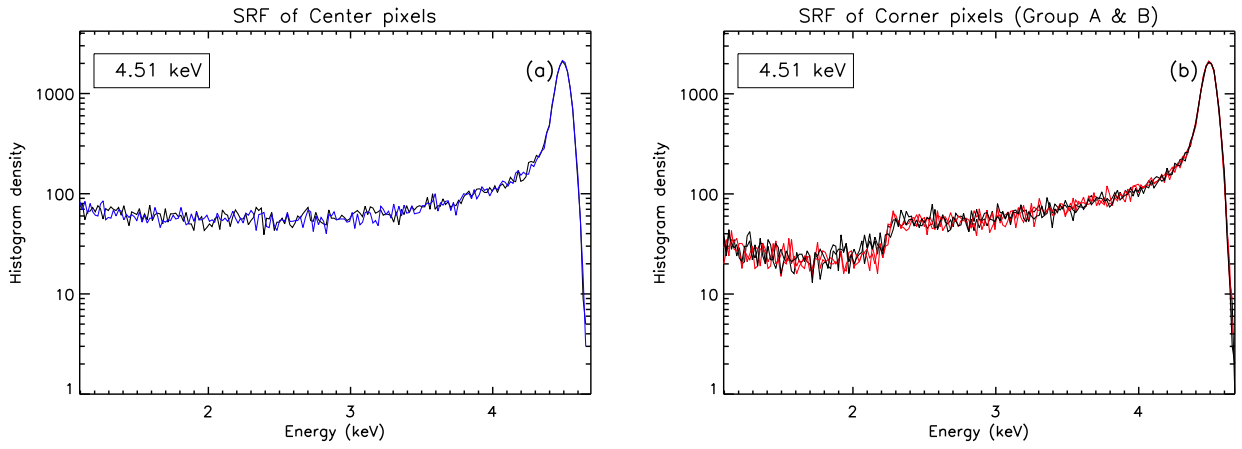 SRF of Center pixels
4.51 keV
(a)
Histogram density
1000
100
10
1
2
3
4
Energy (keV)
SRF of Corner pixels (Group A & B)
4.51 keV
(b)
Histogram density
1000
100
10
1
2
3
4
Energy (keV)